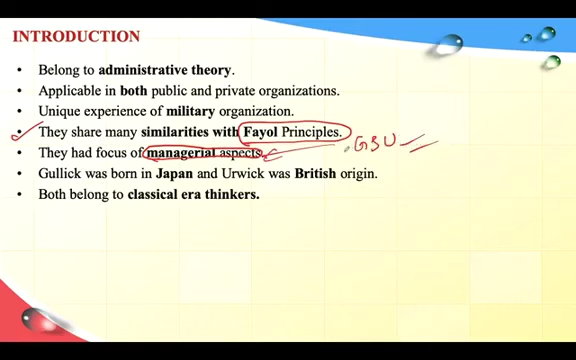 INTRODUCTION
• Belong to administrative theory.
• Applicable in both public and private organizations.
• Unique experience of military organization.
• They share many similarities with Fayol Principles.
• They had focus of managerial aspects.
G3U
• Gullick was born in Japan and Urwick was British origin.
• Both belong to classical era thinkers.